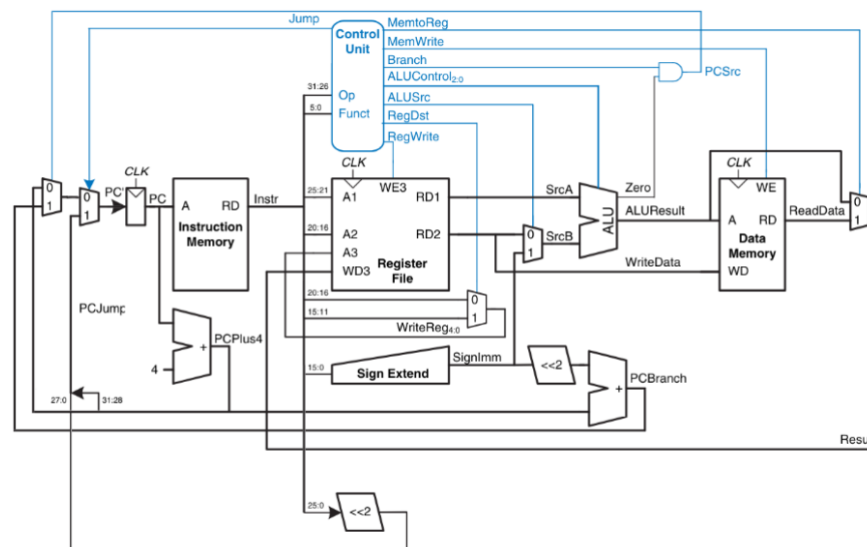 Jump
Control
Unit
MemtoReg
MemWrite
Branch
ALUControl2:0
PCSrc
31:26
Op
ALUSrc
5:0
Funct
RegDst
RegWrite
CLK
0
1
0
1
PC'
CLK
PC
A
RD
Instr
Instruction
Memory
25:21
A1
WE3
RD1
SrcA
Zero
20:16
A2
RD2
0
1
SrcB
ALU
ALUResult
A3
Register
File
WD3
CLK
WE
A
RD
ReadData
Data
Memory
WriteData
WD
0
1
20:16
0
15:11
1
WriteReg4:0
PCJump
PCPlus4
+
4
15:0
Sign Extend
SignImm
<<2
+
PCBranch
27:0
31:28
Resu
25:0
<<2